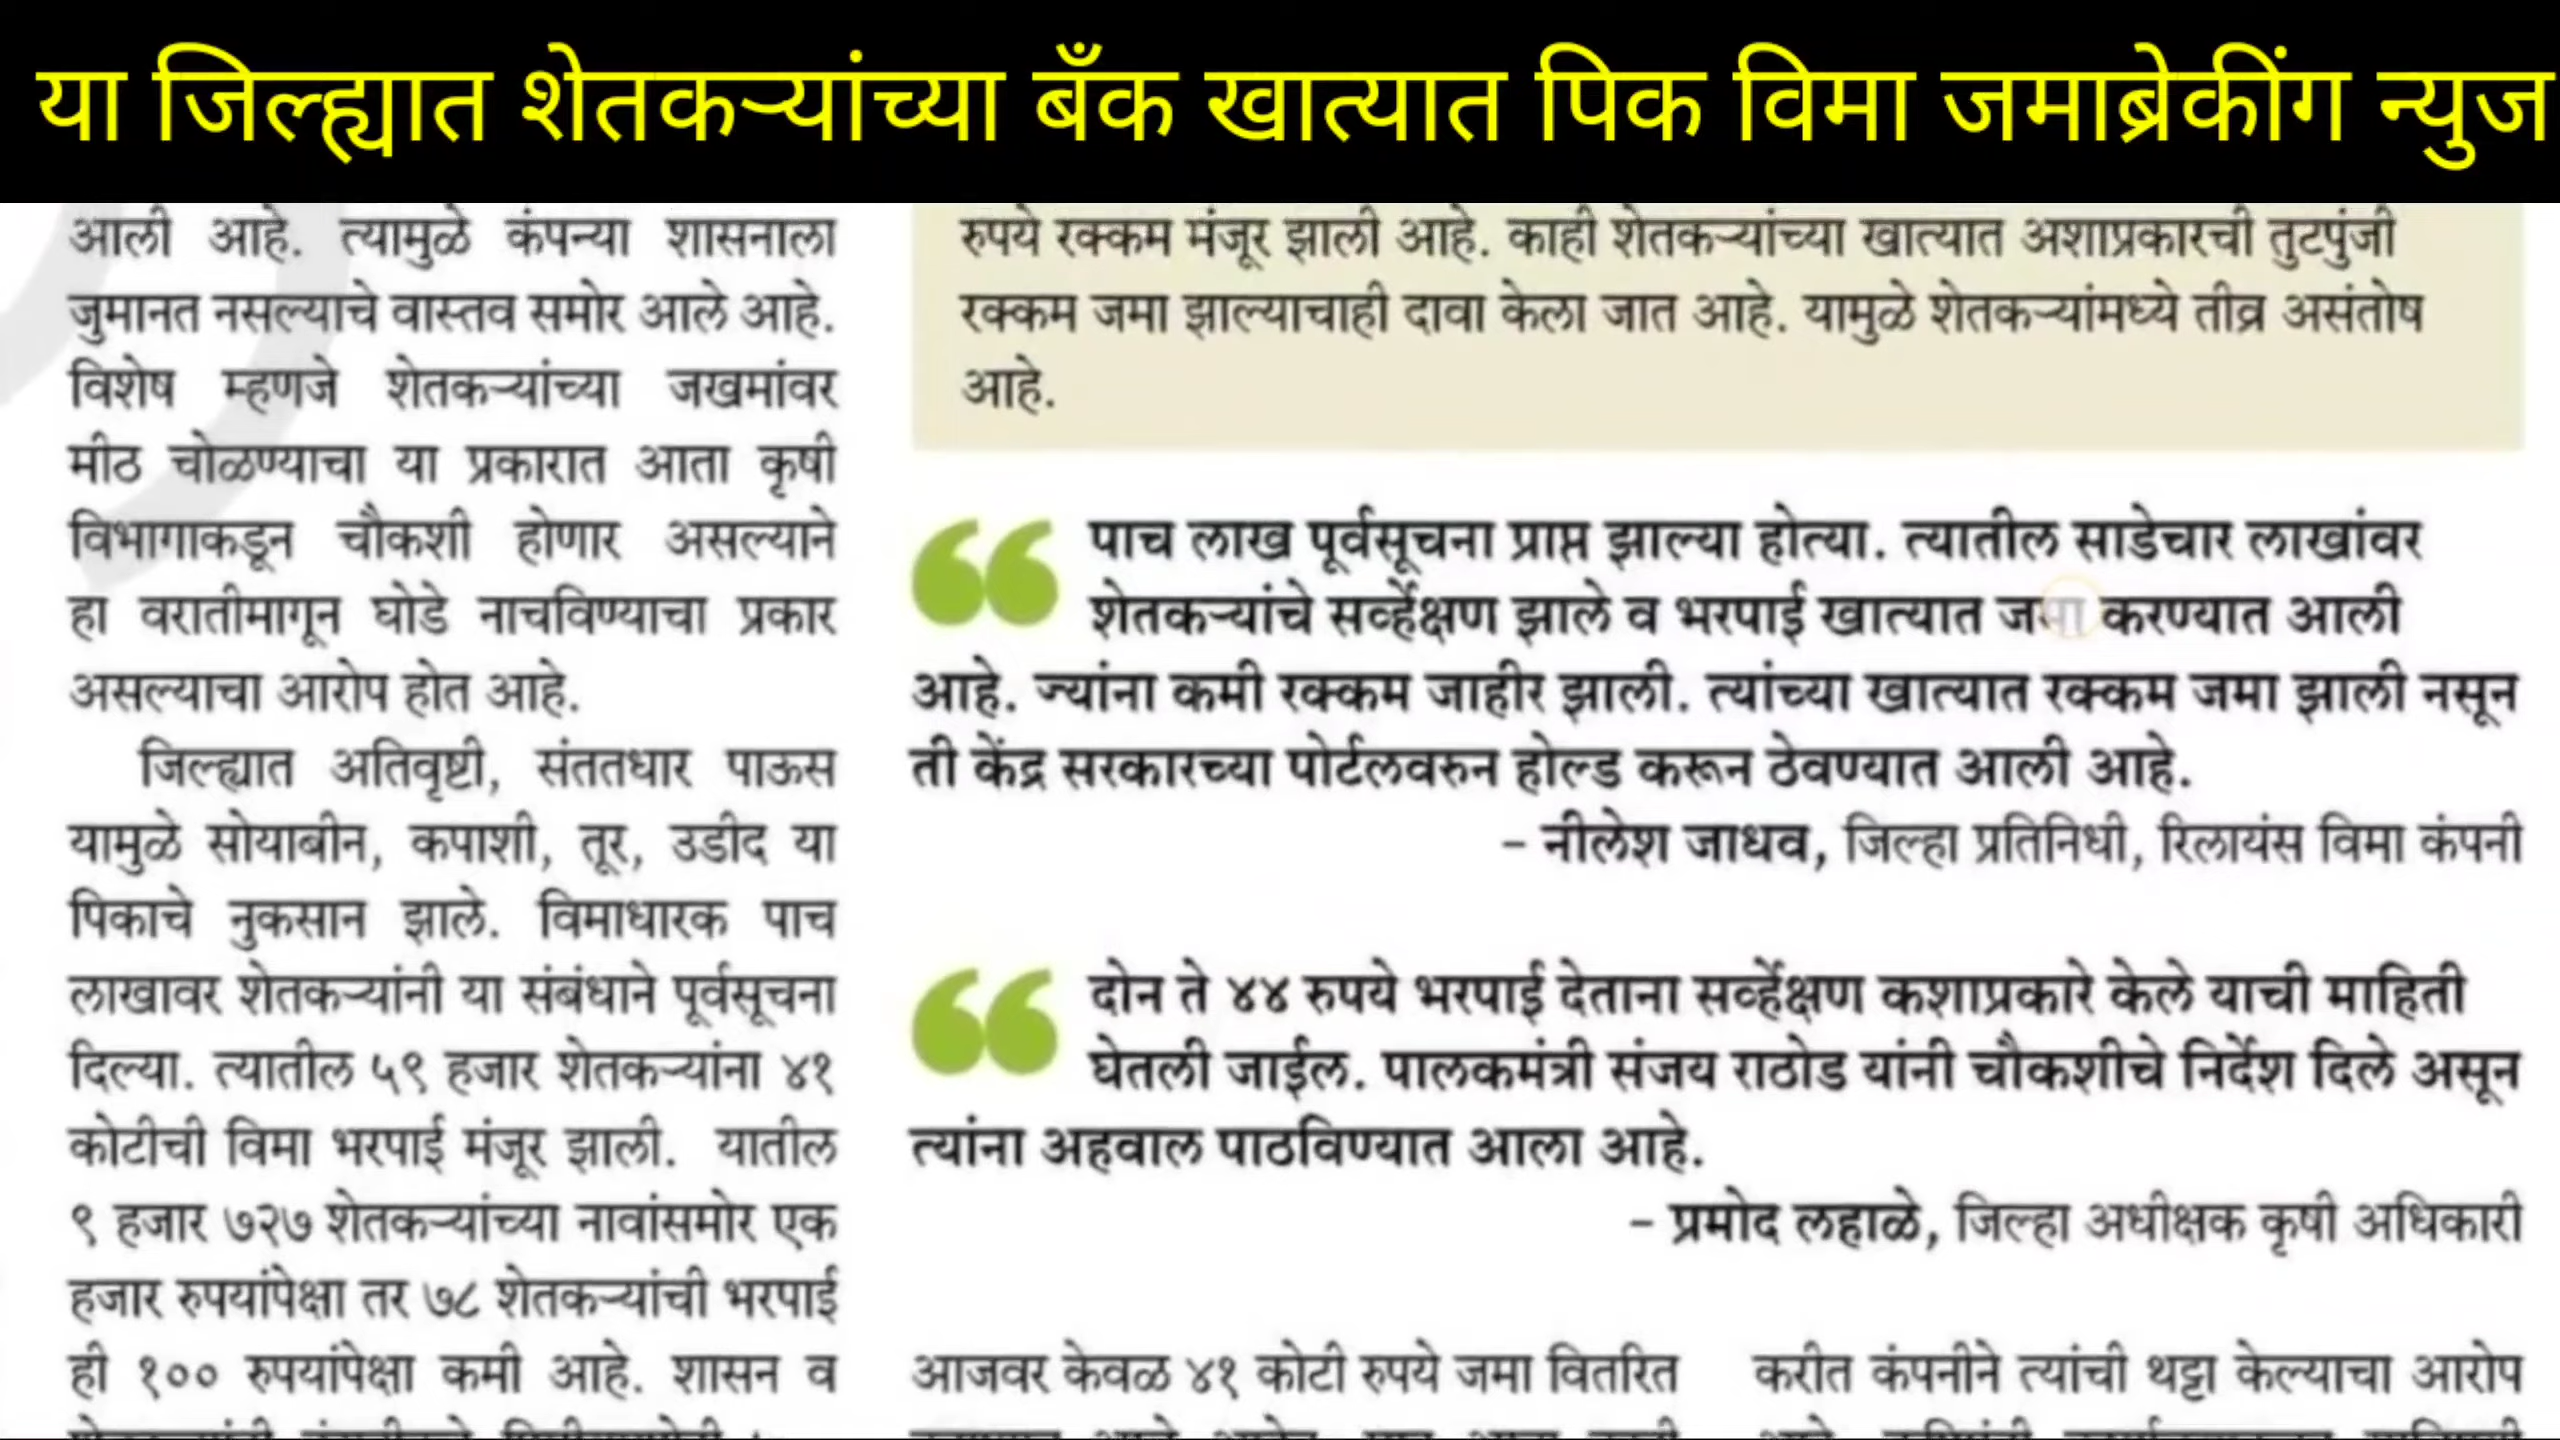 या जिल्ह्यात शेतकऱ्यांच्या बँक खात्यात पिक विमा जमाब्रेकींग न्युज
आली आहे. त्यामुळे कंपन्या शासनाला
जुमानत नसल्याचे वास्तव समोर आले आहे.
विशेष म्हणजे शेतकऱ्यांच्या जखमांवर
मीठ चोळण्याचा या प्रकारात आता कृषी
विभागाकडून चौकशी होणार असल्याने
हा वरातीमागून घोडे नाचविण्याचा प्रकार
असल्याचा आरोप होत आहे.
जिल्ह्यात अतिवृष्टी, संततधार पाऊस
यामुळे सोयाबीन, कपाशी, तूर, उडीद या
पिकाचे नुकसान झाले. विमाधारक पाच
लाखावर शेतकऱ्यांनी या संबंधाने पूर्वसूचना
दिल्या. त्यातील ५९ हजार शेतकऱ्यांना ४१
कोटीची विमा भरपाई मंजूर झाली. यातील
९ हजार ७२७ शेतकऱ्यांच्या नावांसमोर एक
हजार रुपयांपेक्षा तर ७८ शेतकऱ्यांची भरपाई
ही १०० रुपयांपेक्षा कमी आहे. शासन व
रुपये रक्कम मंजूर झाली आहे. काही शेतकऱ्यांच्या खात्यात अशाप्रकारची तुटपुंजी
रक्कम जमा झाल्याचाही दावा केला जात आहे. यामुळे शेतकऱ्यांमध्ये तीव्र असंतोष
आहे.
पाच लाख पूर्वसूचना प्राप्त झाल्या होत्या. त्यातील साडेचार लाखांवर
शेतकऱ्यांचे सर्व्हेक्षण झाले व भरपाई खात्यात जमा करण्यात आली
आहे. ज्यांना कमी रक्कम जाहीर झाली. त्यांच्या खात्यात रक्कम जमा झाली नसून
ती केंद्र सरकारच्या पोर्टलवरुन होल्ड करून ठेवण्यात आली आहे.
– नीलेश जाधव, जिल्हा प्रतिनिधी, रिलायंस विमा कंपनी
दोन ते ४४ रुपये भरपाई देताना सर्व्हेक्षण कशाप्रकारे केले याची माहिती
घेतली जाईल. पालकमंत्री संजय राठोड यांनी चौकशीचे निर्देश दिले असून
त्यांना अहवाल पाठविण्यात आला आहे.
– प्रमोद लहाळे, जिल्हा अधीक्षक कृषी अधिकारी
आजवर केवळ ४१ कोटी रुपये जमा वितरित
करीत कंपनीने त्यांची थट्टा केल्याचा आरोप